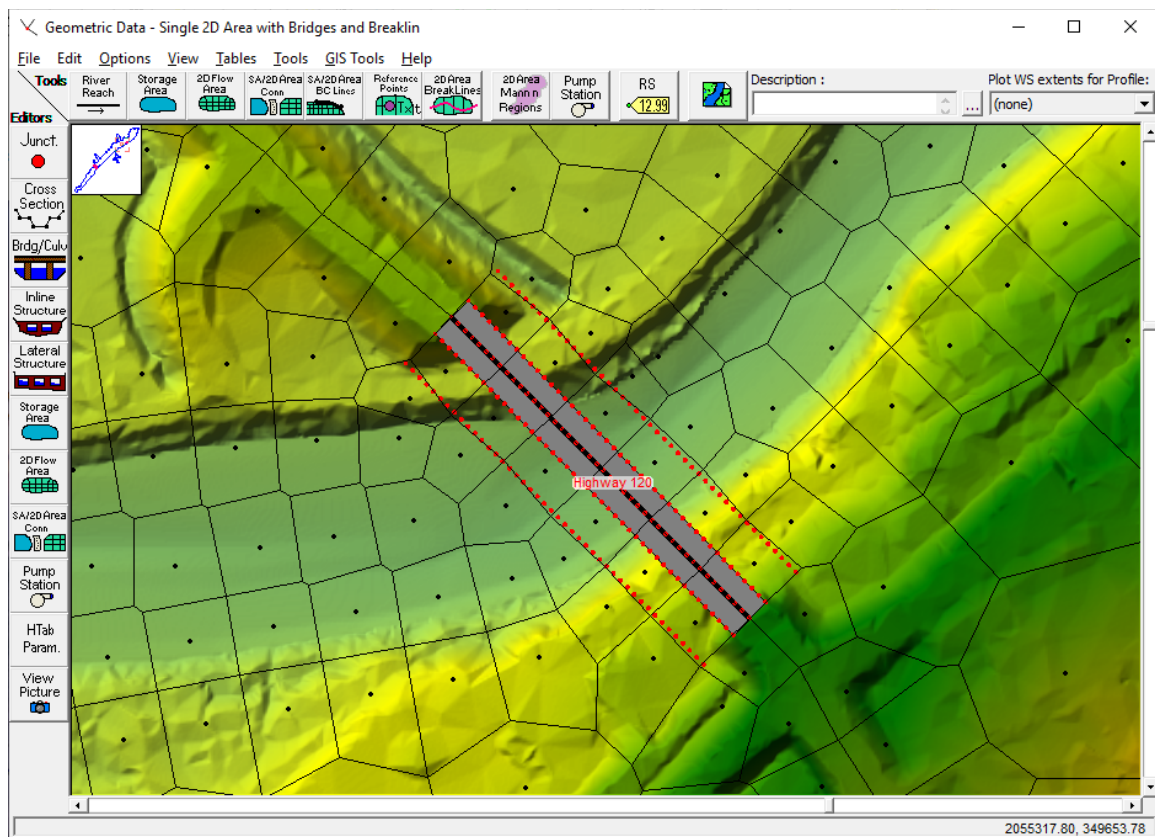 Geometric Data - Single 2D Area with Bridges and Breaklin
File Edit Options View Tables Tools GIS Tools Help
Tools
Editors
River
Reach
Storage
Area
2D Flow
Area
SA/2D Area
Conn
SA/2D Area
BC Lines
Reference
Points
2D Area
BreakLines
2D Area
Mann n
Regions
Pump
Station
RS
12.99
Description :
...
Plot WS extents for Profile:
(none)
Junct.
Cross
Section
Brdg/Culv
Inline
Structure
Lateral
Structure
Storage
Area
2D Flow
Area
SA/2D Area
Conn
Pump
Station
HTab
Param.
View
Picture
Highway 120
2055317.80, 349653.78